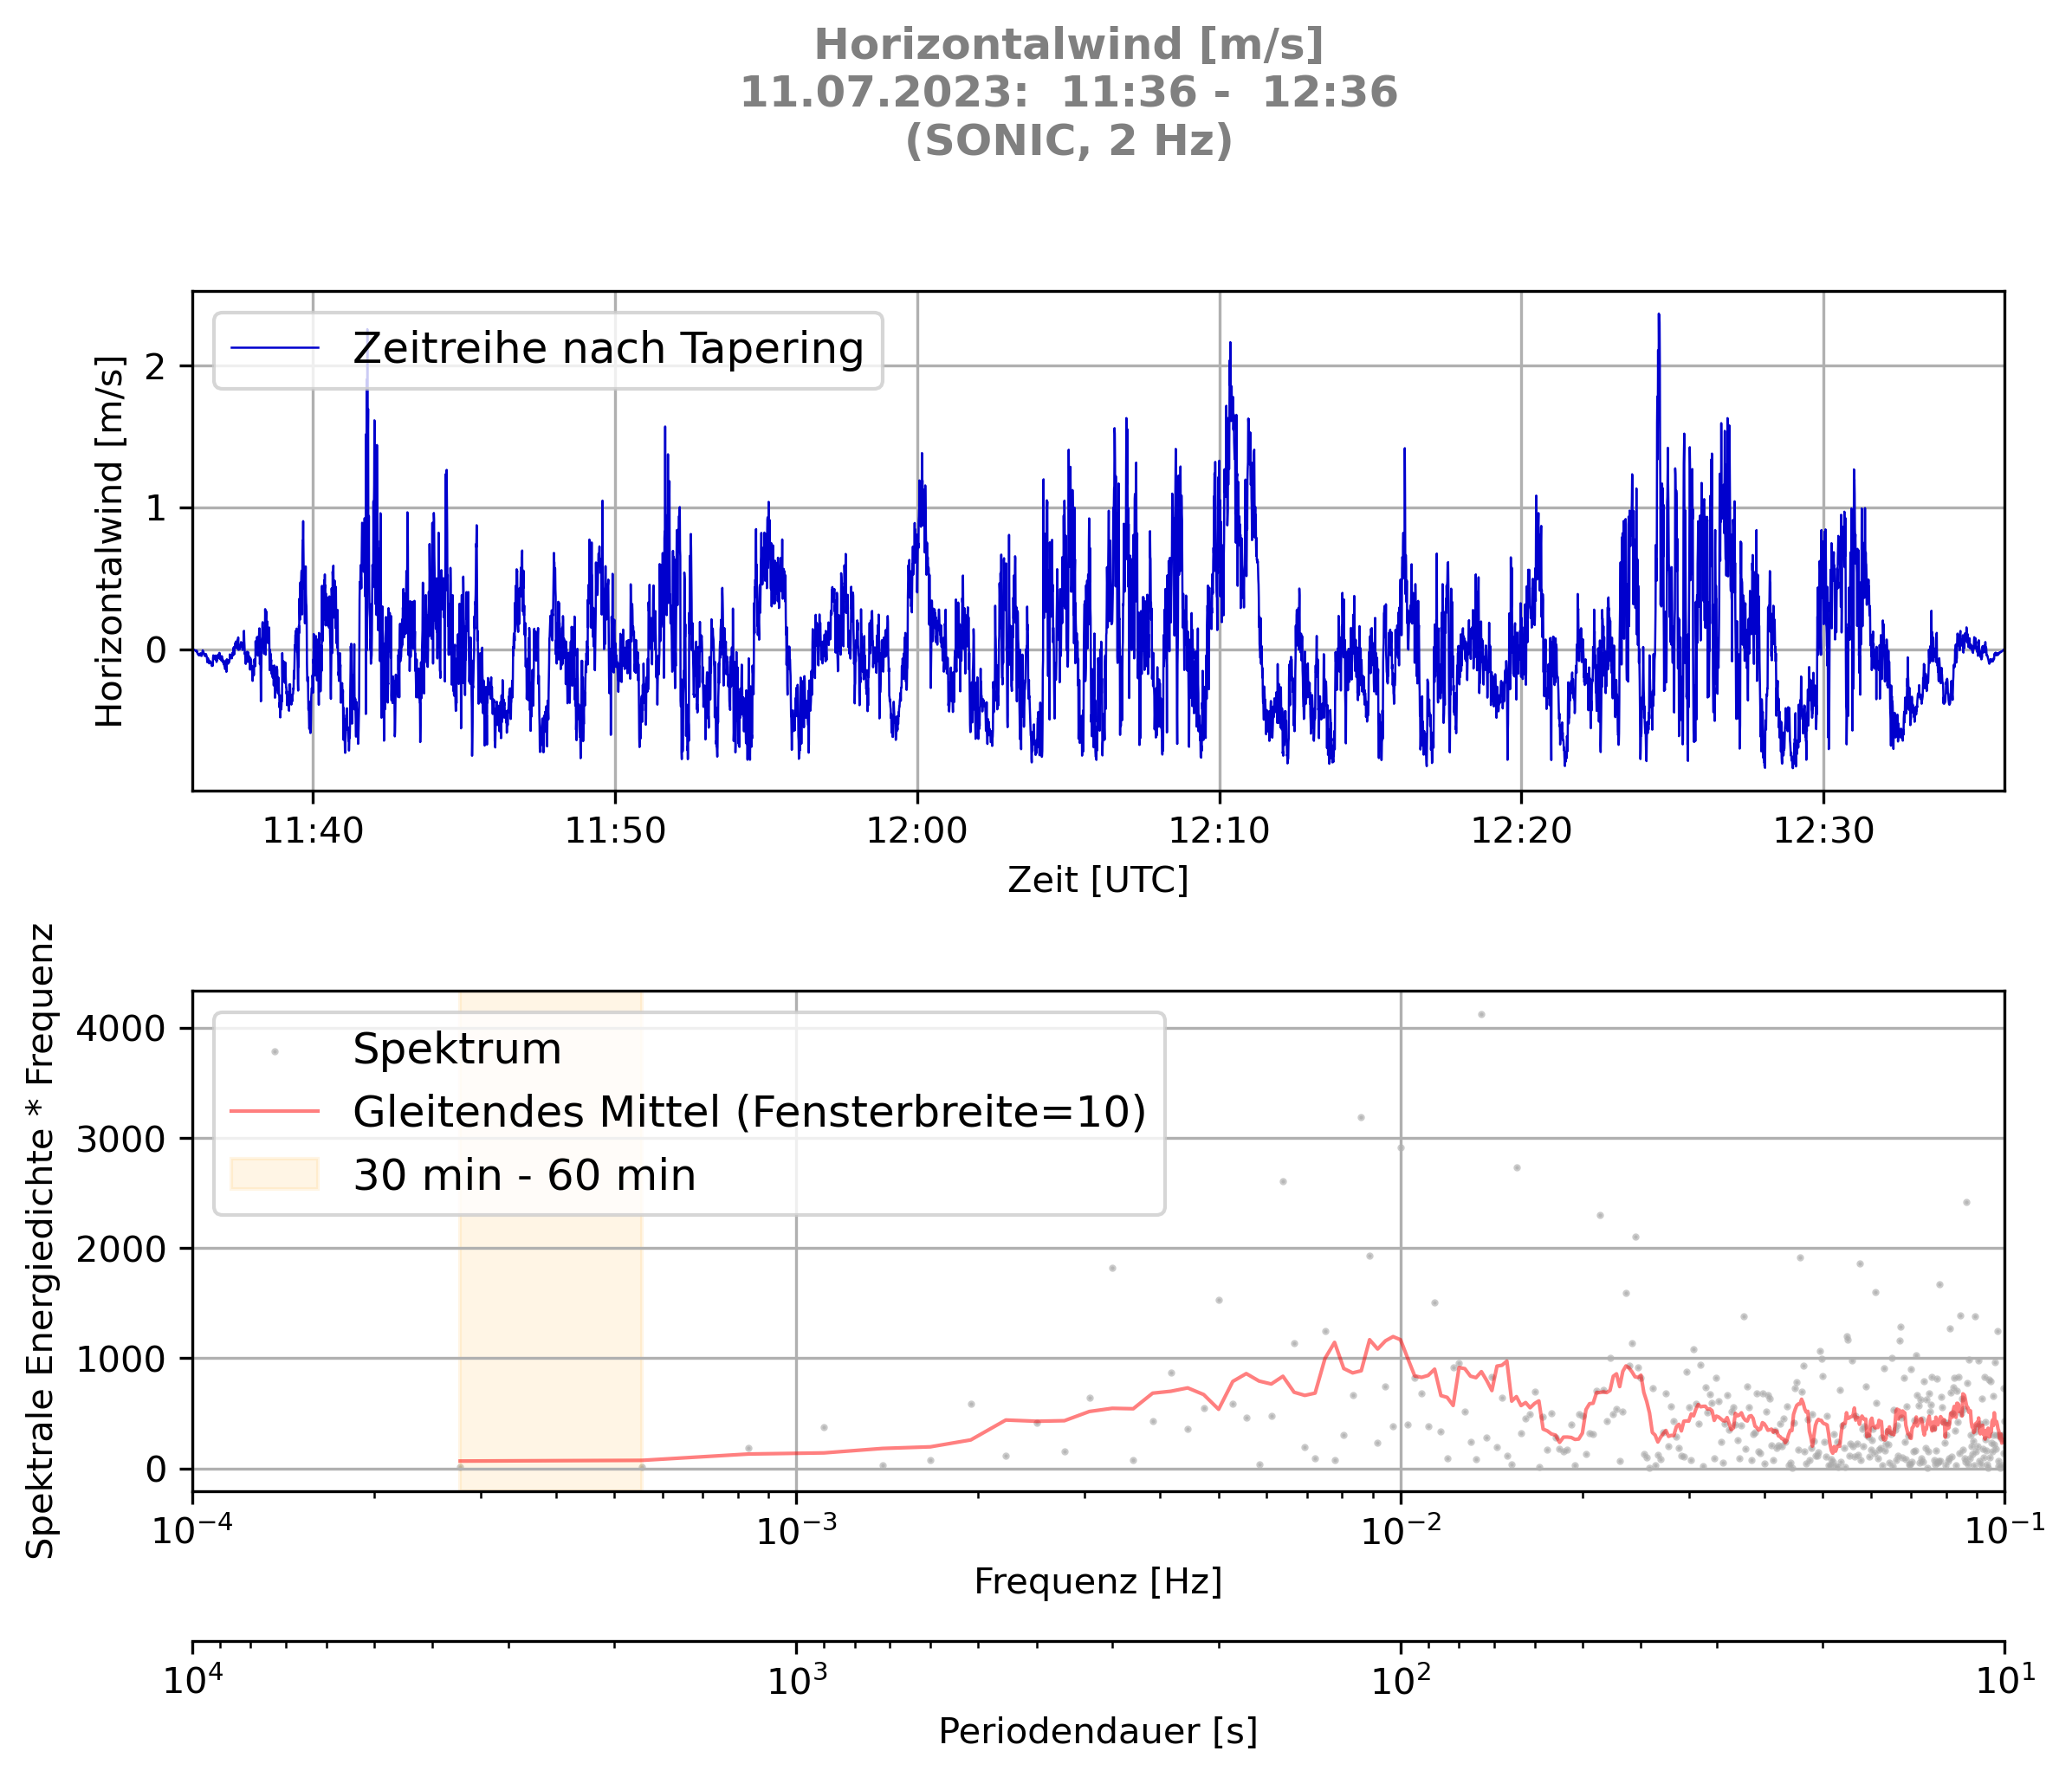 Horizontalwind [m/s]
11.07.2023:  11:36 -  12:36
(SONIC, 2 Hz)
Zeitreihe nach Tapering
Horizontalwind [m/s]
2
1
0
11:40 11:50 12:00 12:10 12:20 12:30
Zeit [UTC]
Spektrale Energiedichte * Frequenz
4000
3000
2000
1000
0
Spektrum
Gleitendes Mittel (Fensterbreite=10)
30 min - 60 min
10⁻⁴ 10⁻³ 10⁻² 10⁻¹
Frequenz [Hz]
10⁴ 10³ 10² 10¹
Periodendauer [s]